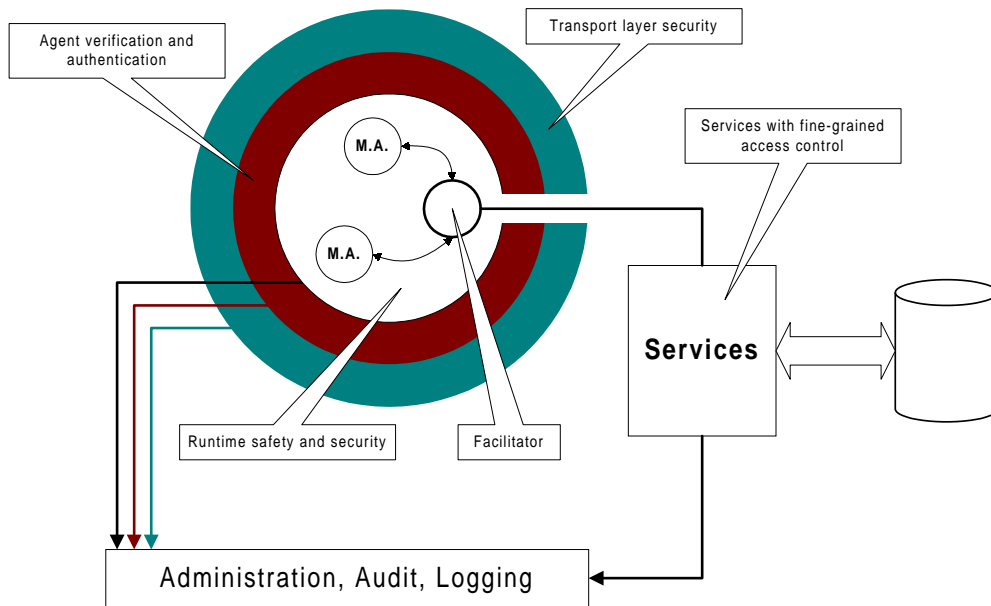 Agent verification and
authentication
Transport layer security
Services with fine-grained
access control
M.A.
M.A.
Services
Runtime safety and security
Facilitator
Administration, Audit, Logging